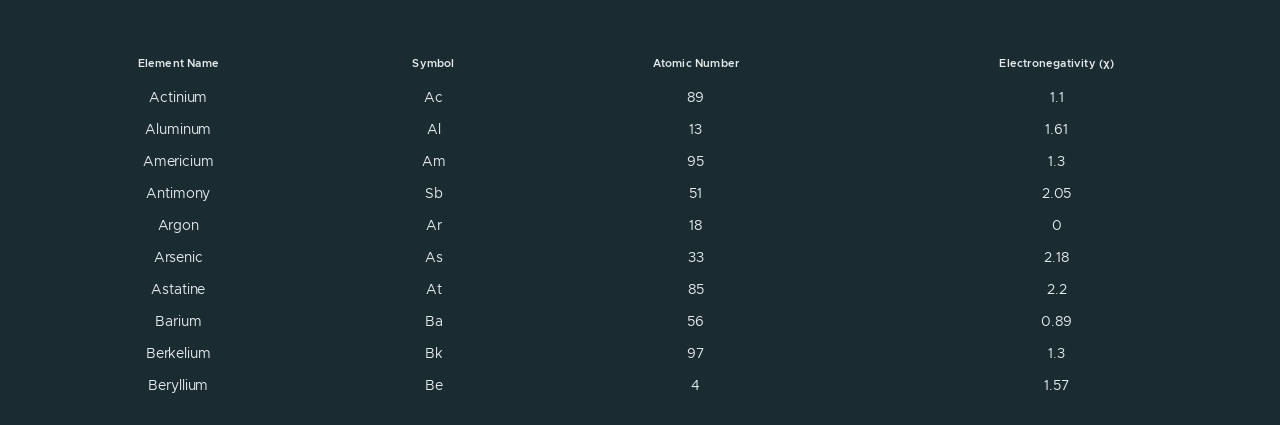 Element Name Symbol Atomic Number Electronegativity (χ)
Actinium Ac 89 1.1
Aluminum Al 13 1.61
Americium Am 95 1.3
Antimony Sb 51 2.05
Argon Ar 18 0
Arsenic As 33 2.18
Astatine At 85 2.2
Barium Ba 56 0.89
Berkelium Bk 97 1.3
Beryllium Be 4 1.57